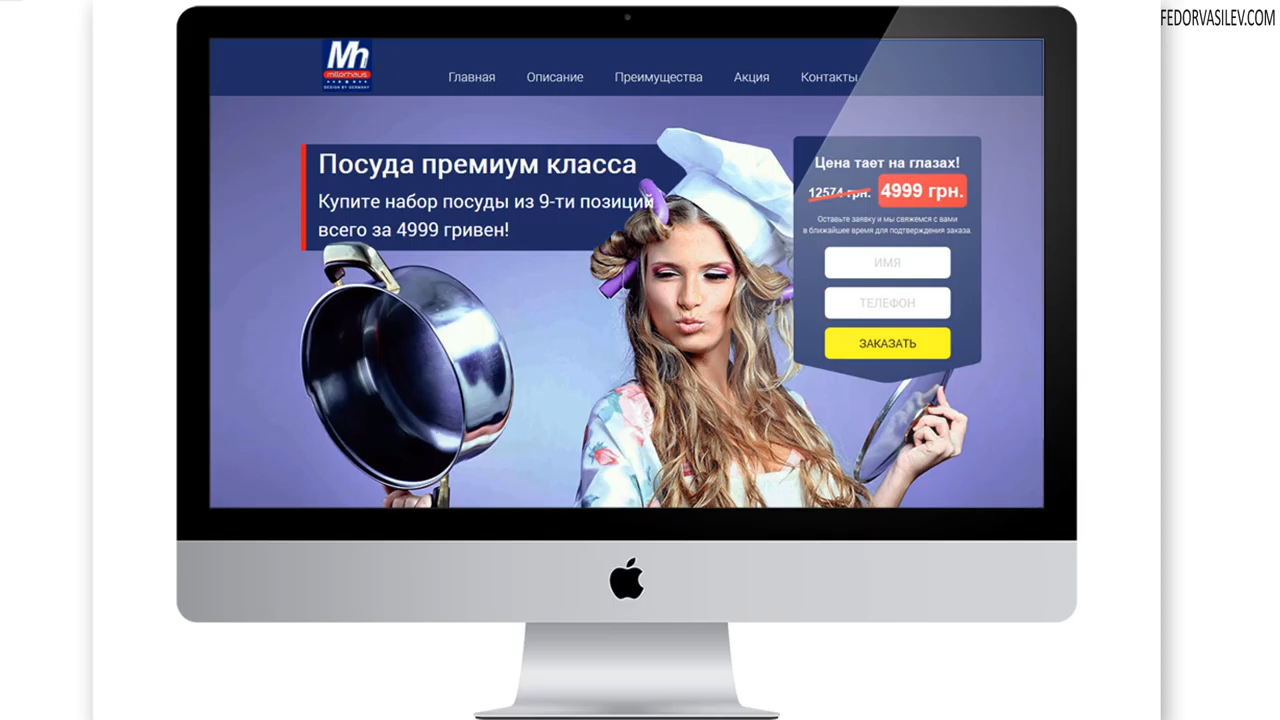 FEDORVASILEV.COM
Mh
millerhaus
DESIGN BY GERMANY
Главная Описание Преимущества Акция Контакты
Посуда премиум класса
Купите набор посуды из 9-ти позиций
всего за 4999 гривен!
Цена тает на глазах!
12574 грн. 4999 грн.
Оставьте заявку и мы свяжемся с вами
в ближайшее время для подтверждения заказа.
ИМЯ
ТЕЛЕФОН
ЗАКАЗАТЬ